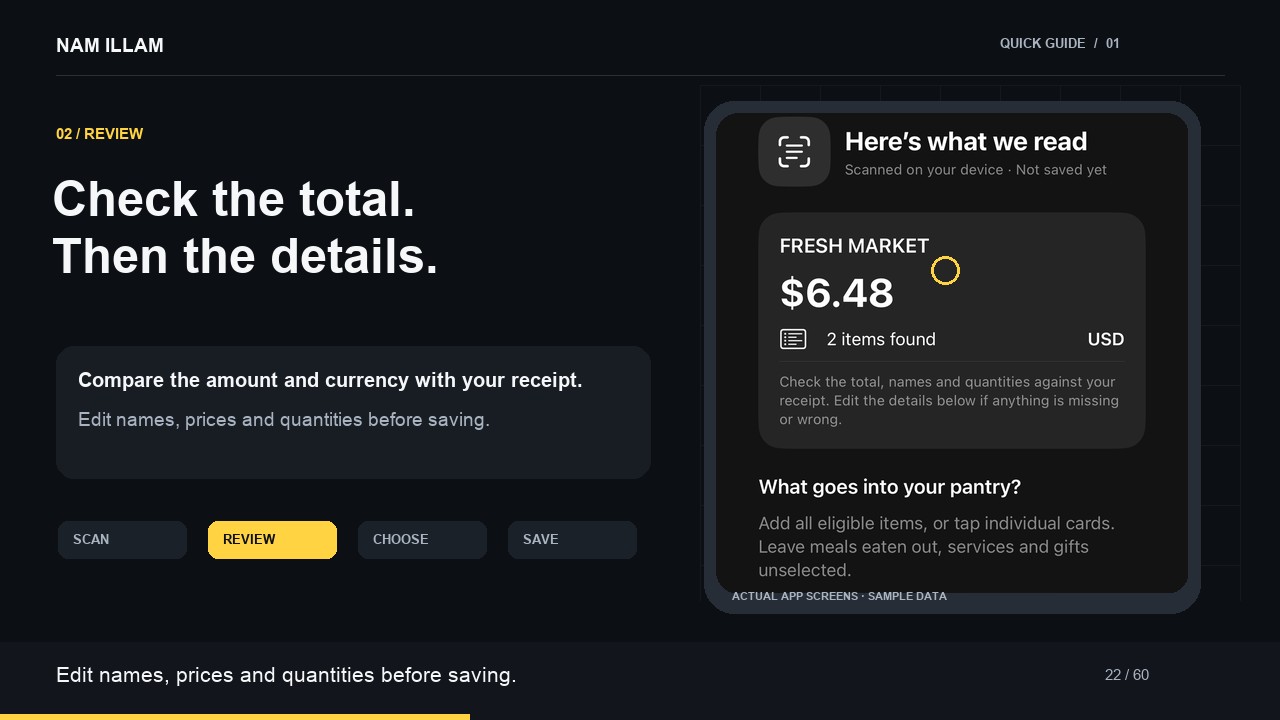 NAM ILLAM
QUICK GUIDE / 01
02 / REVIEW
Check the total.
Then the details.
Compare the amount and currency with your receipt.
Edit names, prices and quantities before saving.
SCAN
REVIEW
CHOOSE
SAVE
Here’s what we read
Scanned on your device · Not saved yet
FRESH MARKET
$6.48
2 items found
USD
Check the total, names and quantities against your
receipt. Edit the details below if anything is missing
or wrong.
What goes into your pantry?
Add all eligible items, or tap individual cards.
Leave meals eaten out, services and gifts
unselected.
ACTUAL APP SCREENS · SAMPLE DATA
Edit names, prices and quantities before saving.
22 / 60